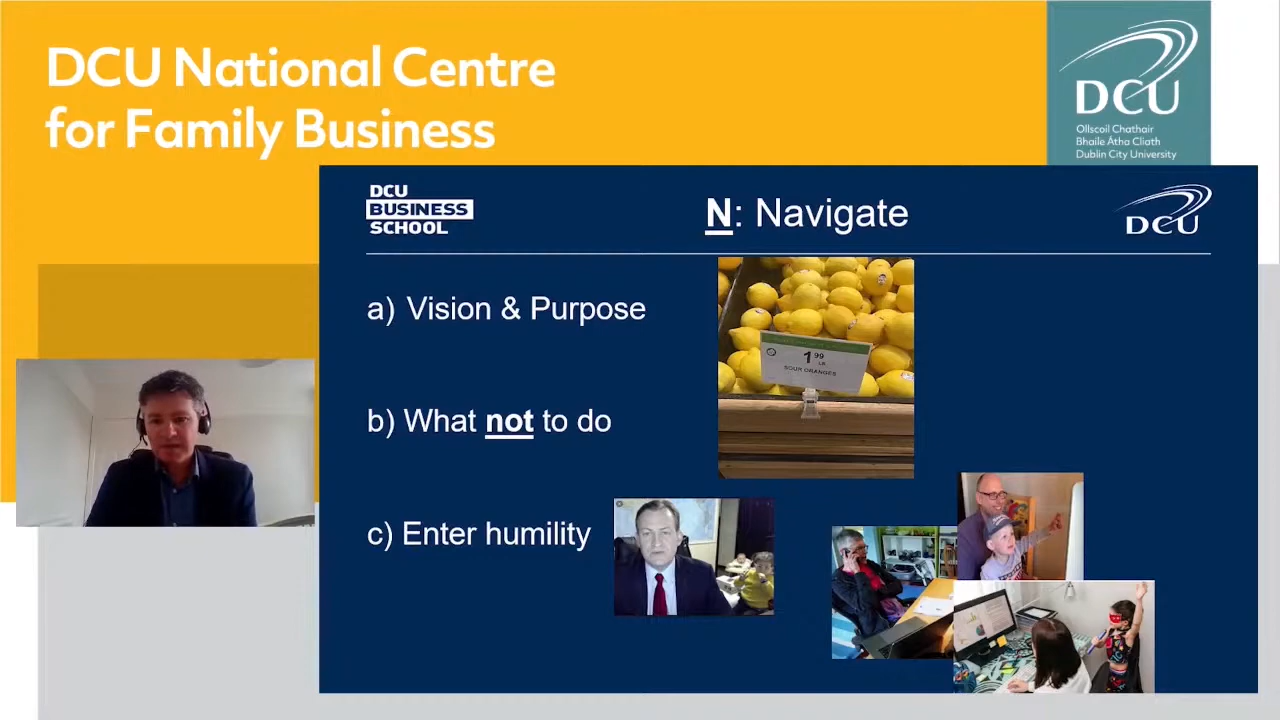 DCU National Centre
for Family Business
DCU
Ollscoil Chathair
Bhaile Átha Cliath
Dublin City University
DCU
BUSINESS
SCHOOL
N: Navigate
DCU
a) Vision & Purpose
1 99
LB
SOUR ORANGES
b) What not to do
c) Enter humility